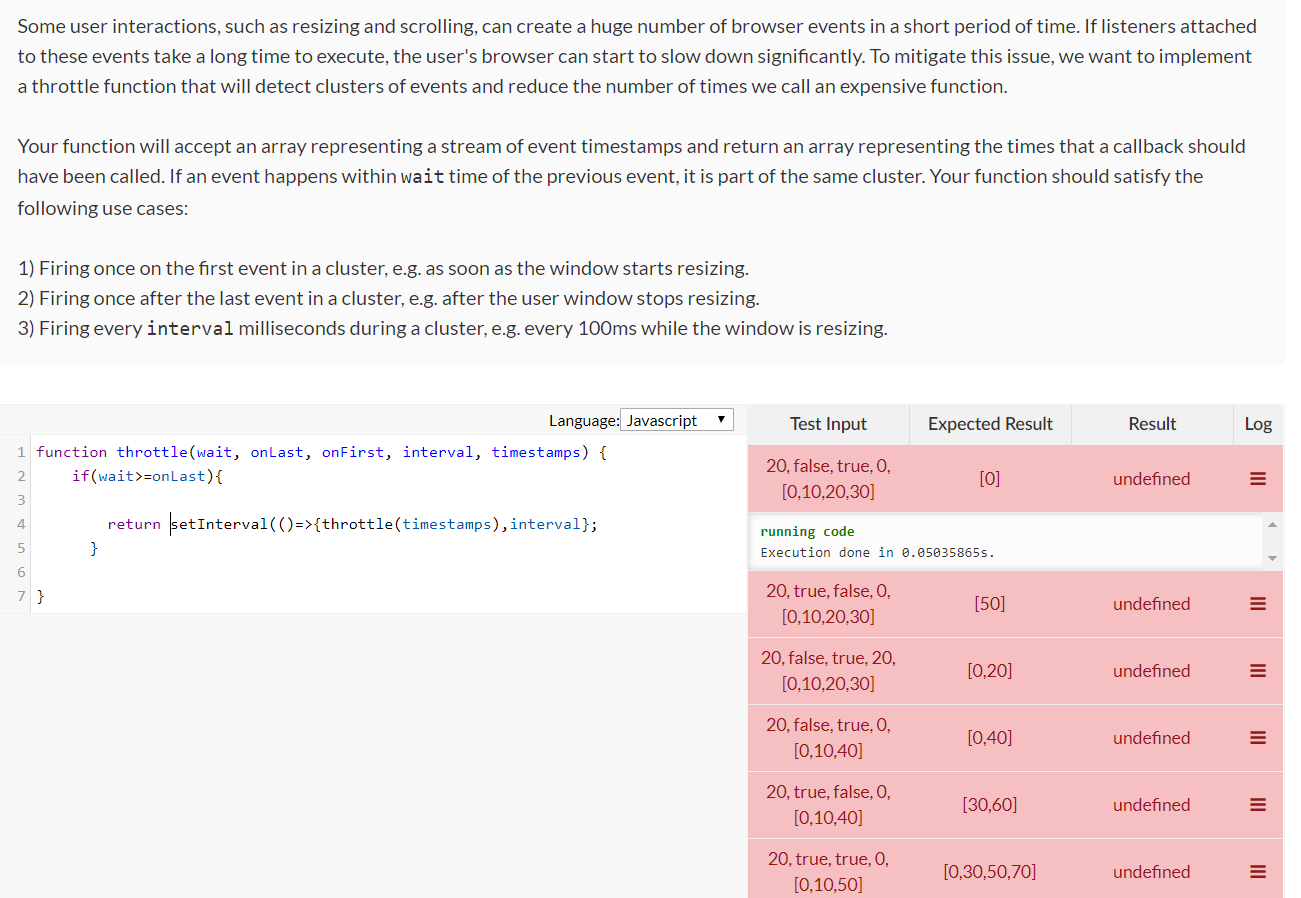 Some user interactions, such as resizing and scrolling, can create a huge number of browser events in a short period of time. If listeners attached
to these events take a long time to execute, the user's browser can start to slow down significantly. To mitigate this issue, we want to implement
a throttle function that will detect clusters of events and reduce the number of times we call an expensive function.
Your function will accept an array representing a stream of event timestamps and return an array representing the times that a callback should
have been called. If an event happens within wait time of the previous event, it is part of the same cluster. Your function should satisfy the
following use cases:
1) Firing once on the first event in a cluster, e.g. as soon as the window starts resizing.
2) Firing once after the last event in a cluster, e.g. after the user window stops resizing.
3) Firing every interval milliseconds during a cluster, e.g. every 100ms while the window is resizing.
Language: Javascript
1 function throttle(wait, onLast, onFirst, interval, timestamps) {
2 if(wait>=onLast){
3
4 return setInterval(()=>{throttle(timestamps),interval};
5 }
6
7 }
Test Input Expected Result Result Log
20, false, true, 0,
[0,10,20,30] [0] undefined
running code
Execution done in 0.05035865s.
20, true, false, 0,
[0,10,20,30] [50] undefined
20, false, true, 20,
[0,10,20,30] [0,20] undefined
20, false, true, 0,
[0,10,40] [0,40] undefined
20, true, false, 0,
[0,10,40] [30,60] undefined
20, true, true, 0,
[0,10,50] [0,30,50,70] undefined